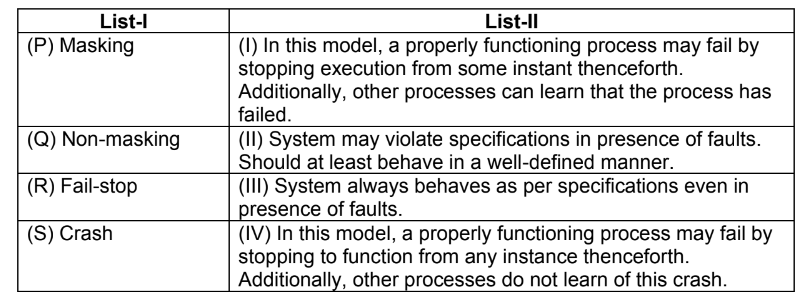 List-I List-II
(P) Masking (I) In this model, a properly functioning process may fail by
stopping execution from some instant thenceforth.
Additionally, other processes can learn that the process has
failed.
(Q) Non-masking (II) System may violate specifications in presence of faults.
Should at least behave in a well-defined manner.
(R) Fail-stop (III) System always behaves as per specifications even in
presence of faults.
(S) Crash (IV) In this model, a properly functioning process may fail by
stopping to function from any instance thenceforth.
Additionally, other processes do not learn of this crash.